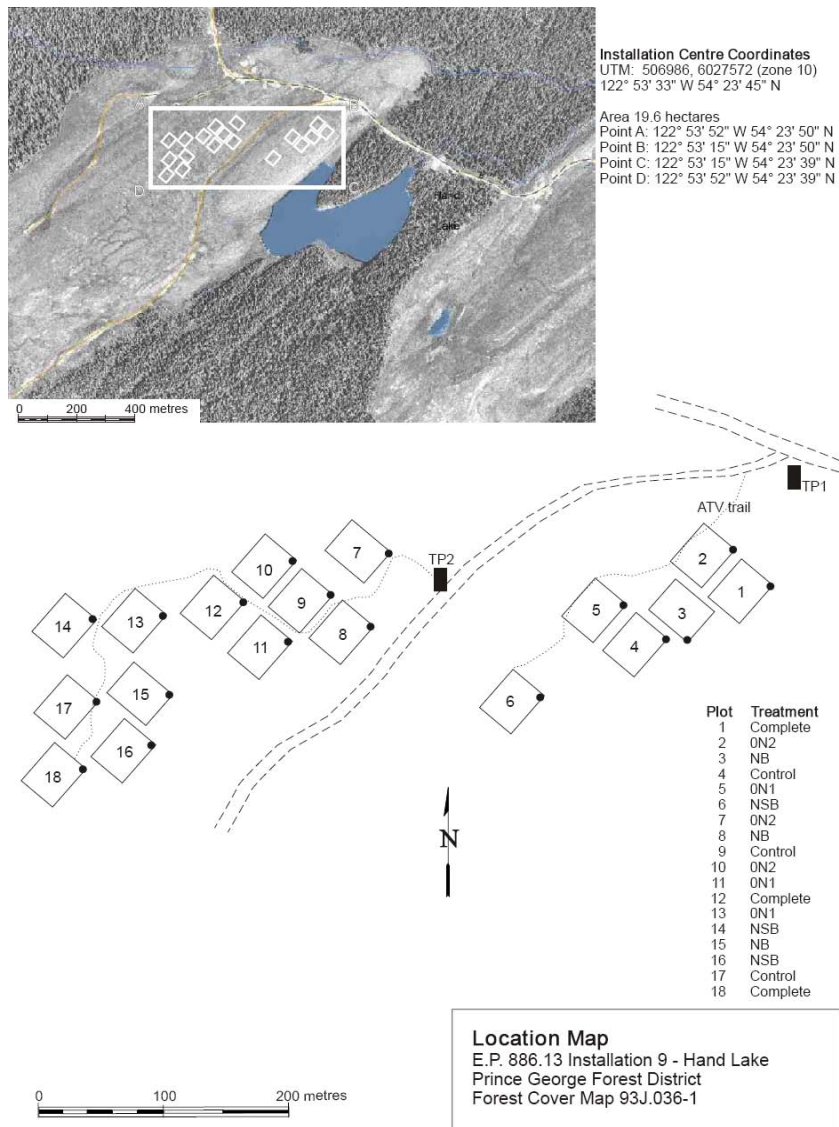 Installation Centre Coordinates
UTM: 506986, 6027572 (zone 10)
122° 53' 33" W 54° 23' 45" N
Area 19.6 hectares
Point A: 122° 53' 52" W 54° 23' 50" N
Point B: 122° 53' 15" W 54° 23' 50" N
Point C: 122° 53' 15" W 54° 23' 39" N
Point D: 122° 53' 52" W 54° 23' 39" N
A
B
D
C
Hand
Lake
0 200 400 metres
TP1
ATV trail
TP2
7
2
10
1
9
5
3
12
14
13
8
11
4
15
6
17
16
18
N
Plot Treatment
1 Complete
2 0N2
3 NB
4 Control
5 0N1
6 NSB
7 0N2
8 NB
9 Control
10 0N2
11 0N1
12 Complete
13 0N1
14 NSB
15 NB
16 NSB
17 Control
18 Complete
Location Map
E.P. 886.13 Installation 9 - Hand Lake
Prince George Forest District
Forest Cover Map 93J.036-1
0 100 200 metres